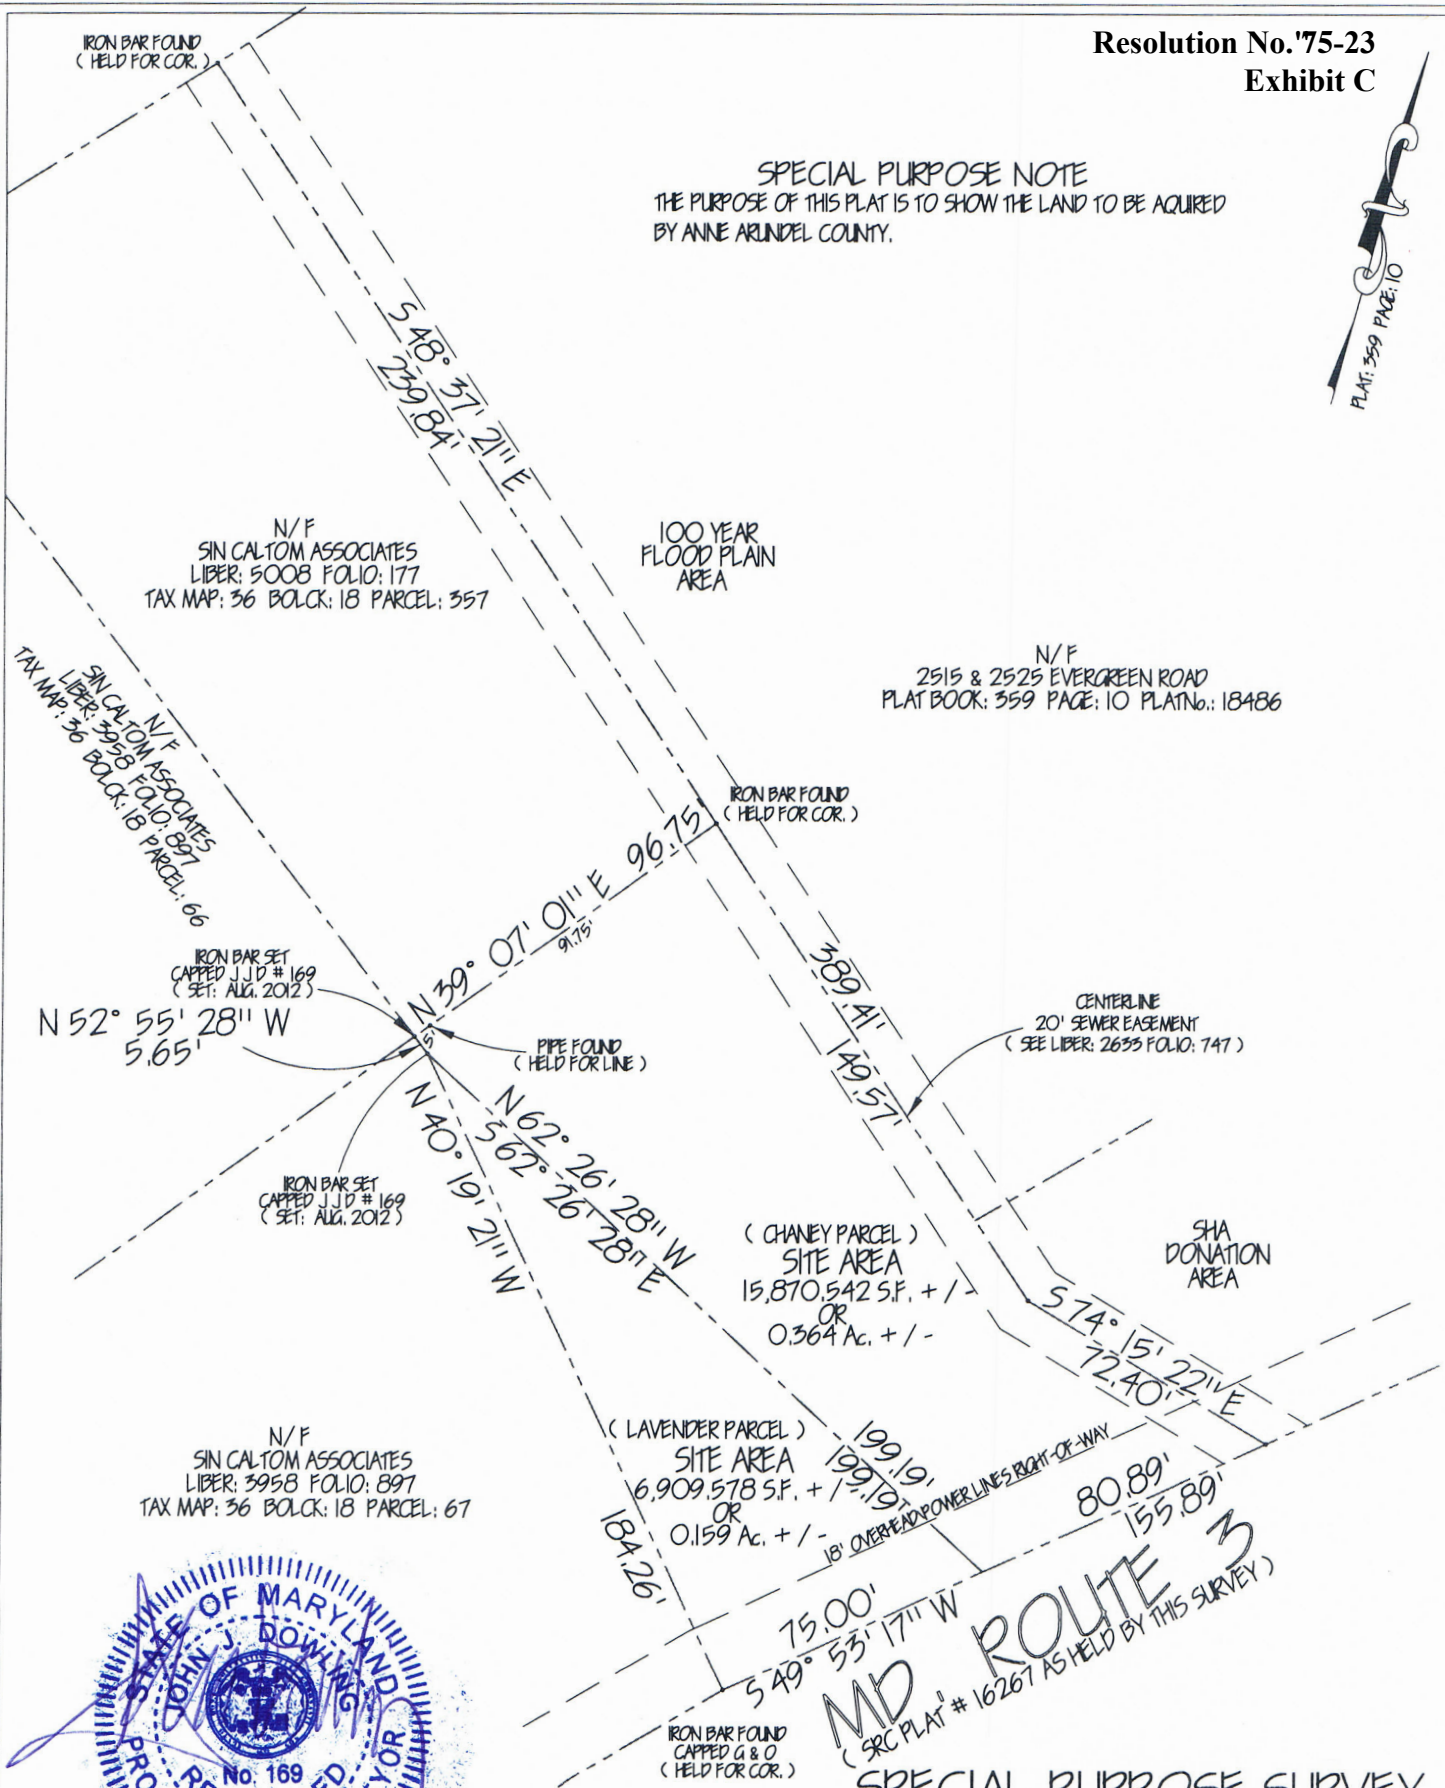 Resolution No."75-23
Exhibit C
IRON BAR FOUND
( HELD FOR COR. )
SPECIAL PURPOSE NOTE
THE PURPOSE OF THIS PLAT IS TO SHOW THE LAND TO BE AQUIRED
BY ANNE ARUNDEL COUNTY.
PLAT: 359 PAGE: 10
S 48° 37' 21" E
239.84'
N/F
SIN CALTOM ASSOCIATES
LIBER: 5008 FOLIO: 177
TAX MAP: 36 BOLCK: 18 PARCEL: 357
100 YEAR
FLOOD PLAIN
AREA
N/F
2515 & 2525 EVERGREEN ROAD
PLAT BOOK: 359 PAGE: 10 PLATNo.: 18486
N/F
SIN CALTOM ASSOCIATES
LIBER: 3958 FOLIO: 897
TAX MAP: 36 BOLCK: 18 PARCEL: 66
IRON BAR FOUND
( HELD FOR COR. )
N 39° 07' 01" E 96.75'
91.75'
IRON BAR SET
CAPPED J J D # 169
( SET: AUG. 2012 )
N 52° 55' 28" W
5.65'
5'
PIPE FOUND
( HELD FOR LINE )
389.41'
149.57'
CENTERLINE
20' SEWER EASEMENT
( SEE LIBER: 2633 FOLIO: 747 )
IRON BAR SET
CAPPED J J D # 169
( SET: AUG. 2012 )
N 40° 19' 21" W
184.26'
N 62° 26' 28" W
S 62° 26' 28" E
199.19'
199.19'
( CHANEY PARCEL )
SITE AREA
15,870.542 S.F. + / -
OR
0.364 Ac. + / -
SHA
DONATION
AREA
S 74° 15' 22" E
72.40'
N/F
SIN CALTOM ASSOCIATES
LIBER: 3958 FOLIO: 897
TAX MAP: 36 BOLCK: 18 PARCEL: 67
( LAVENDER PARCEL )
SITE AREA
6,909.578 S.F. + / -
OR
0.159 Ac. + / -
18' OVERHEAD POWER LINES RIGHT-OF-WAY
80.89'
155.89'
75.00'
S 49° 53' 17" W
MD ROUTE 3
( SRC PLAT # 16267 AS HELD BY THIS SURVEY )
IRON BAR FOUND
CAPPED G & O
( HELD FOR COR. )
STATE OF MARYLAND
JOHN J. DOWLING
No. 169
SPECIAL PURPOSE SURVEY